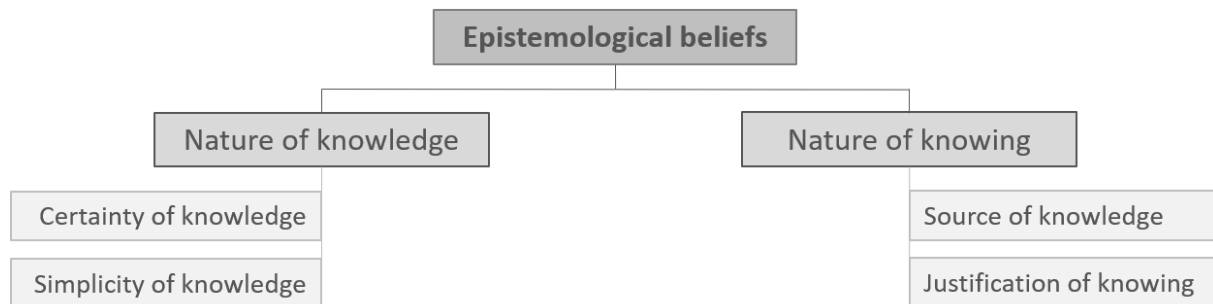 Epistemological beliefs
Nature of knowledge
Nature of knowing
Certainty of knowledge
Source of knowledge
Simplicity of knowledge
Justification of knowing